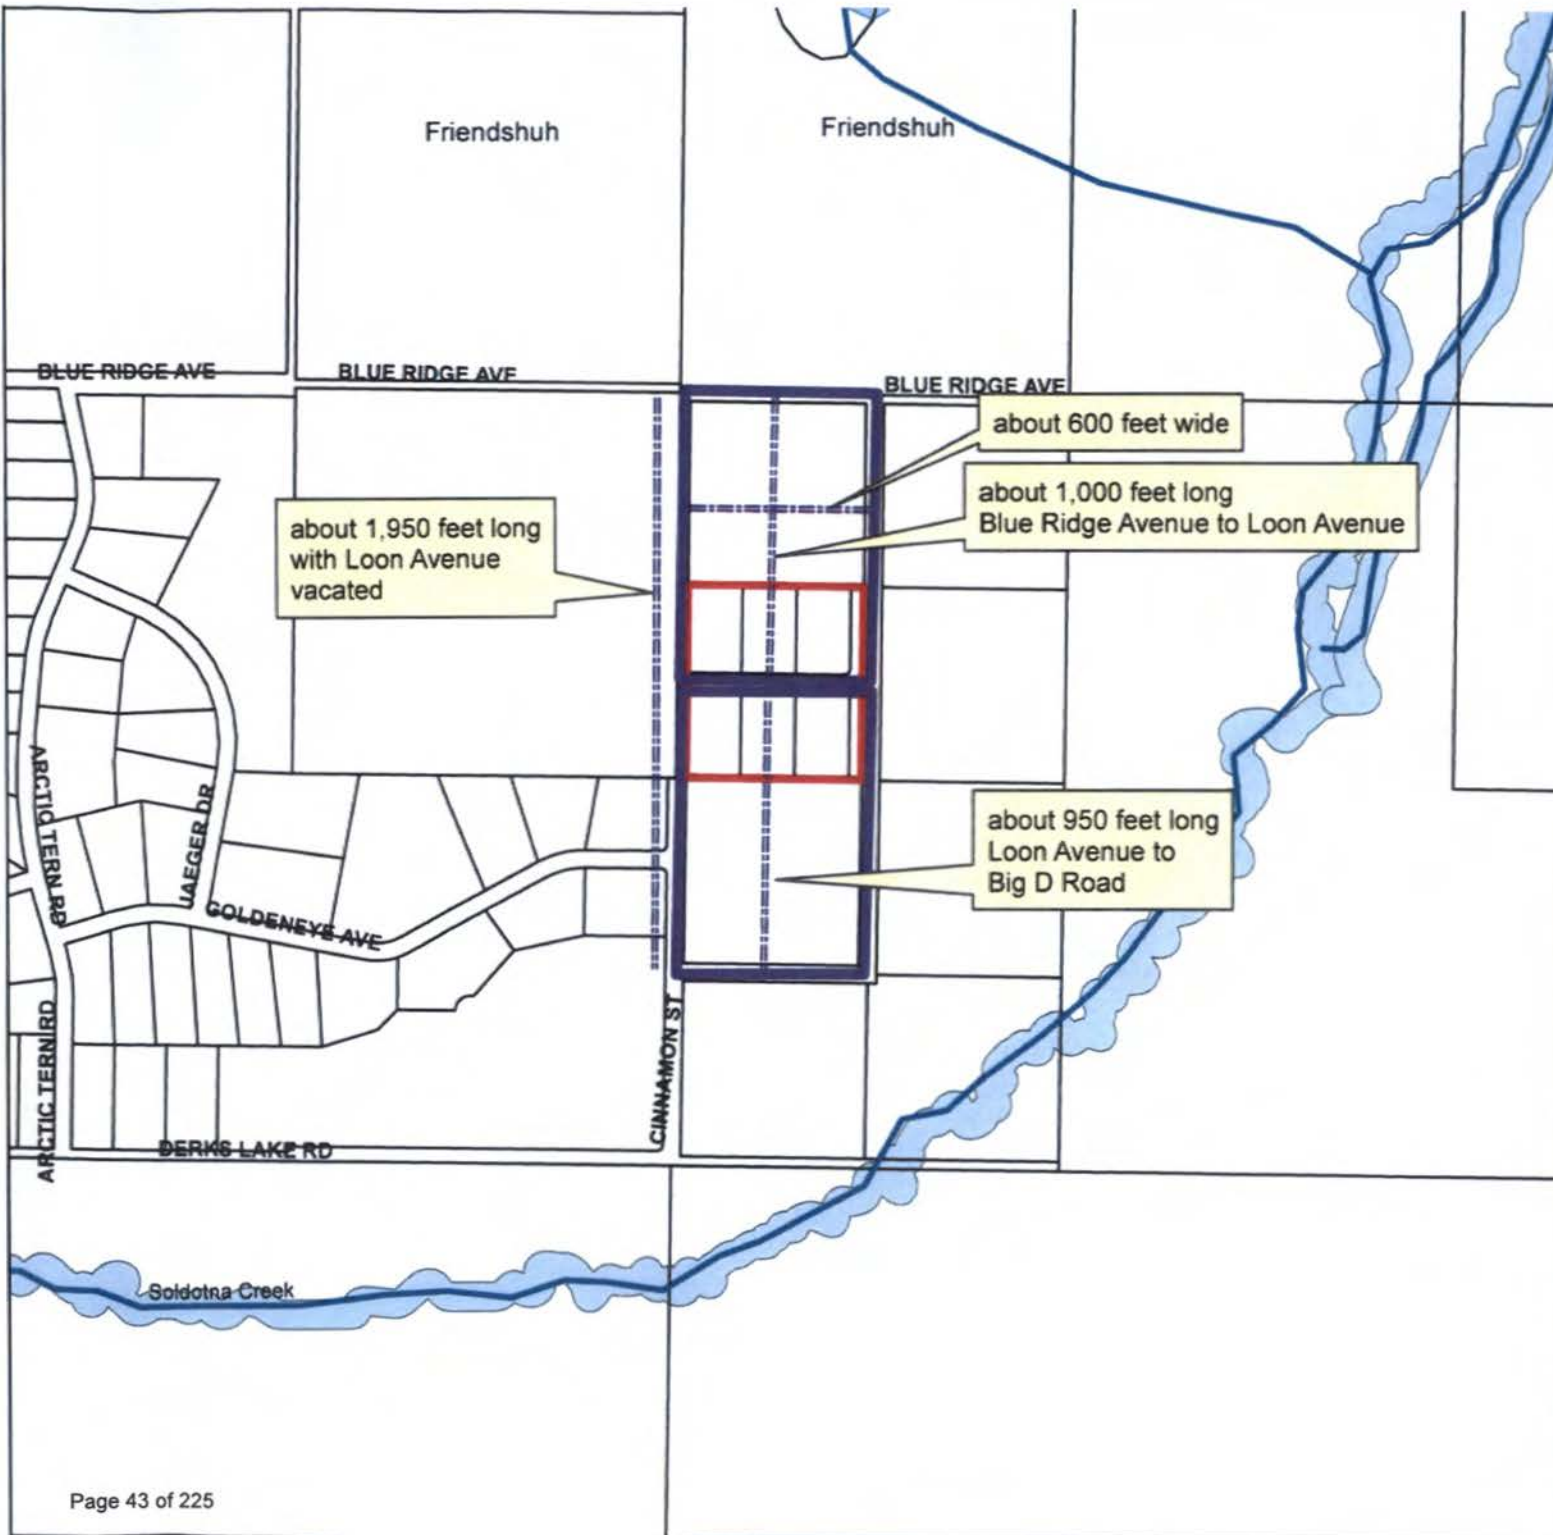 Friendshuh
Friendshuh
BLUE RIDGE AVE
BLUE RIDGE AVE
BLUE RIDGE AVE
about 600 feet wide
about 1,000 feet long
Blue Ridge Avenue to Loon Avenue
about 1,950 feet long
with Loon Avenue
vacated
ARCTIC TERN RD
JAEGER DR
GOLDENEYE AVE
about 950 feet long
Loon Avenue to
Big D Road
ARCTIC TERN RD
CINNAMON ST
DERKS LAKE RD
Soldotna Creek
Page 43 of 225